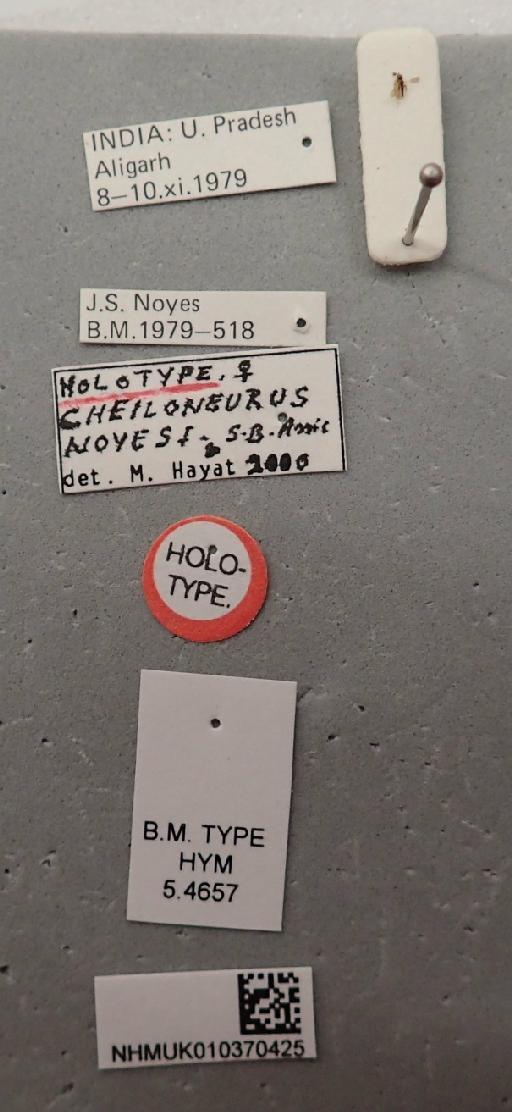 INDIA: U. Pradesh
Aligarh
8–10.xi.1979
J.S. Noyes
B.M.1979–518
HOLOTYPE. ♀
CHEILONEURUS
NOYESI S.B.
det. M. Hayat
HOLO-
TYPE.
B.M. TYPE
HYM
5.4657
NHMUK010370425